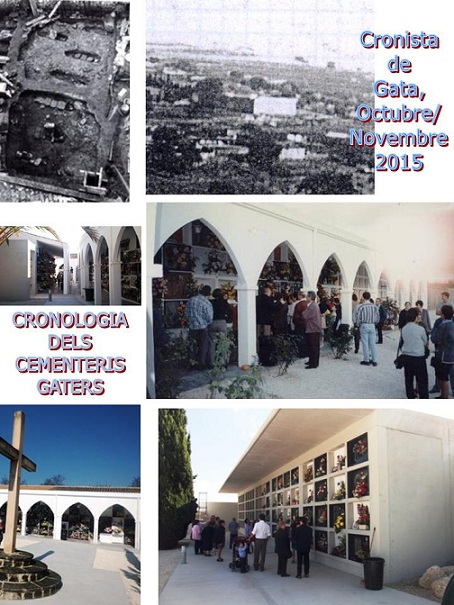 Cronista
de
Gata,
Octubre/
Novembre
2015
CRONOLOGIA
DELS
CEMENTERIS
GATERS